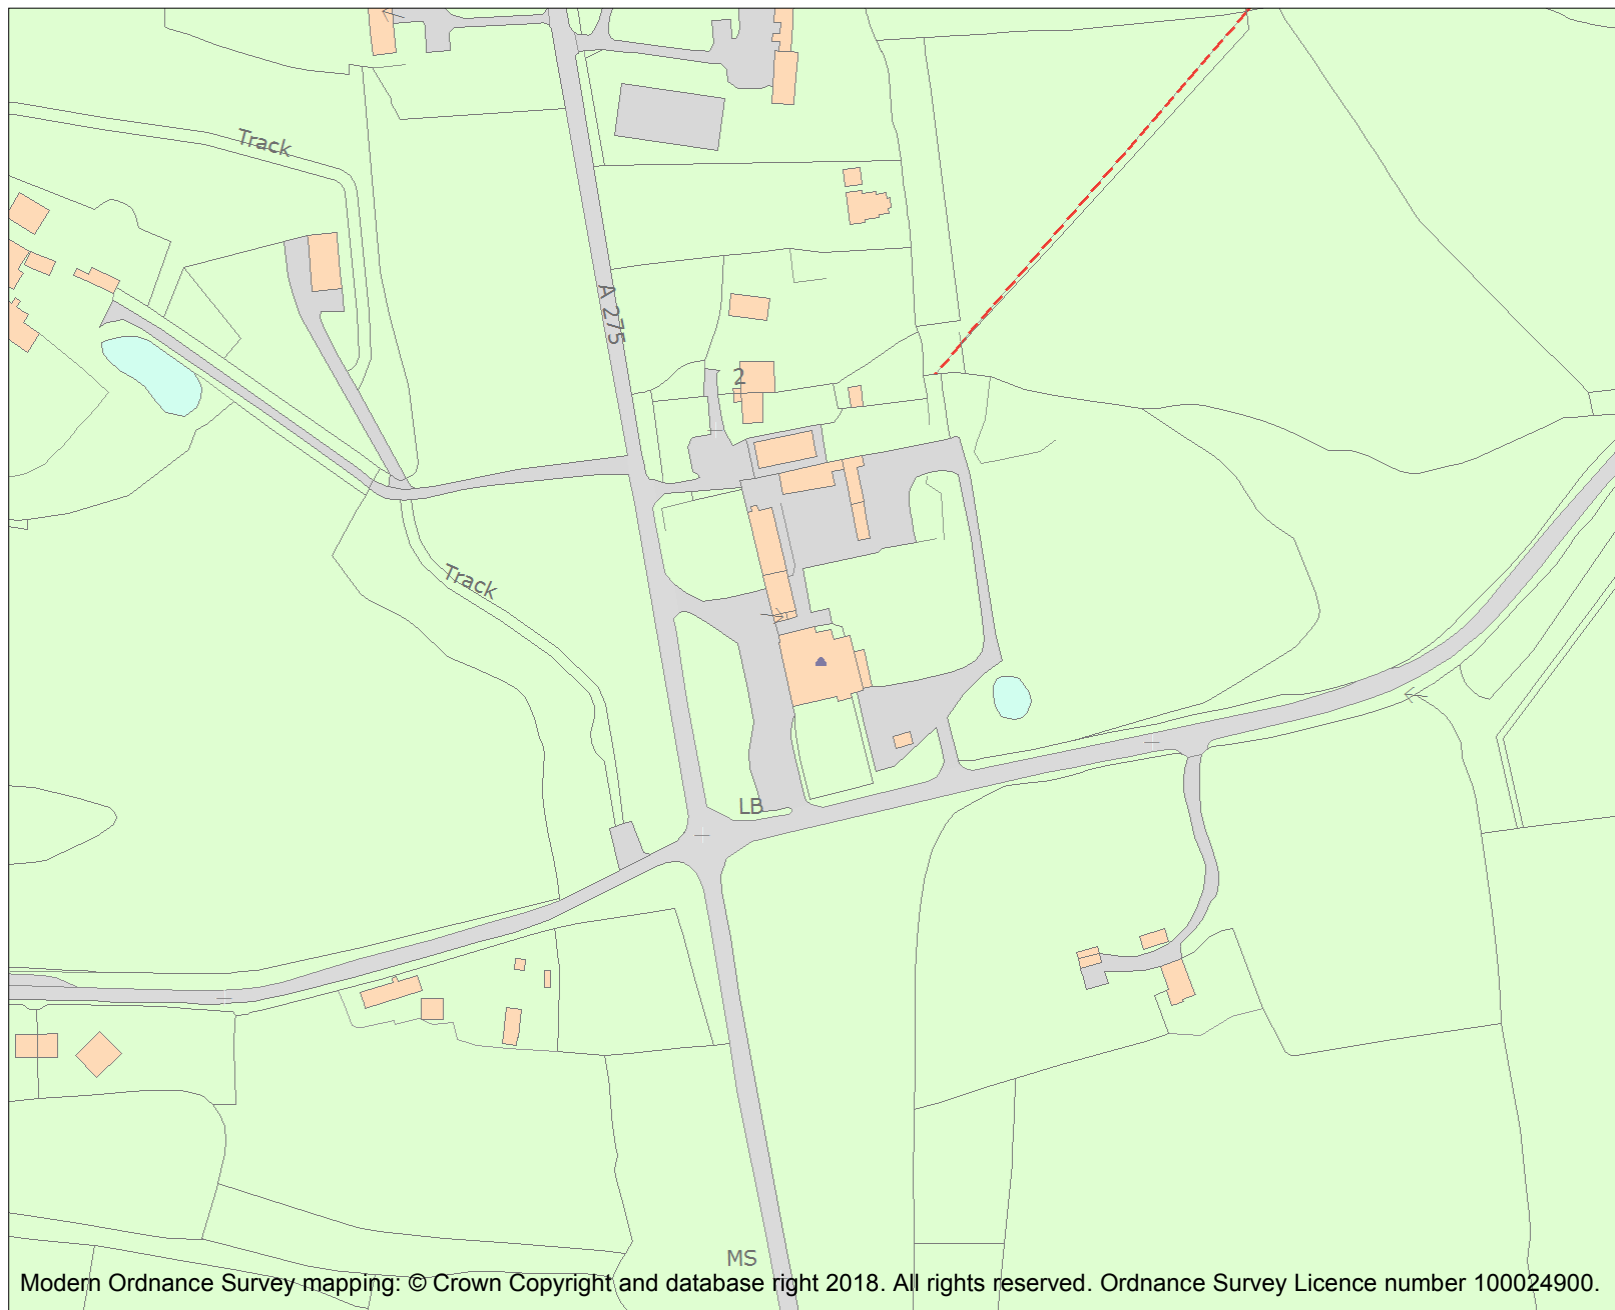 Track
A 275
2
Track
LB
MS
Modern Ordnance Survey mapping: © Crown Copyright and database right 2018. All rights reserved. Ordnance Survey Licence number 100024900.